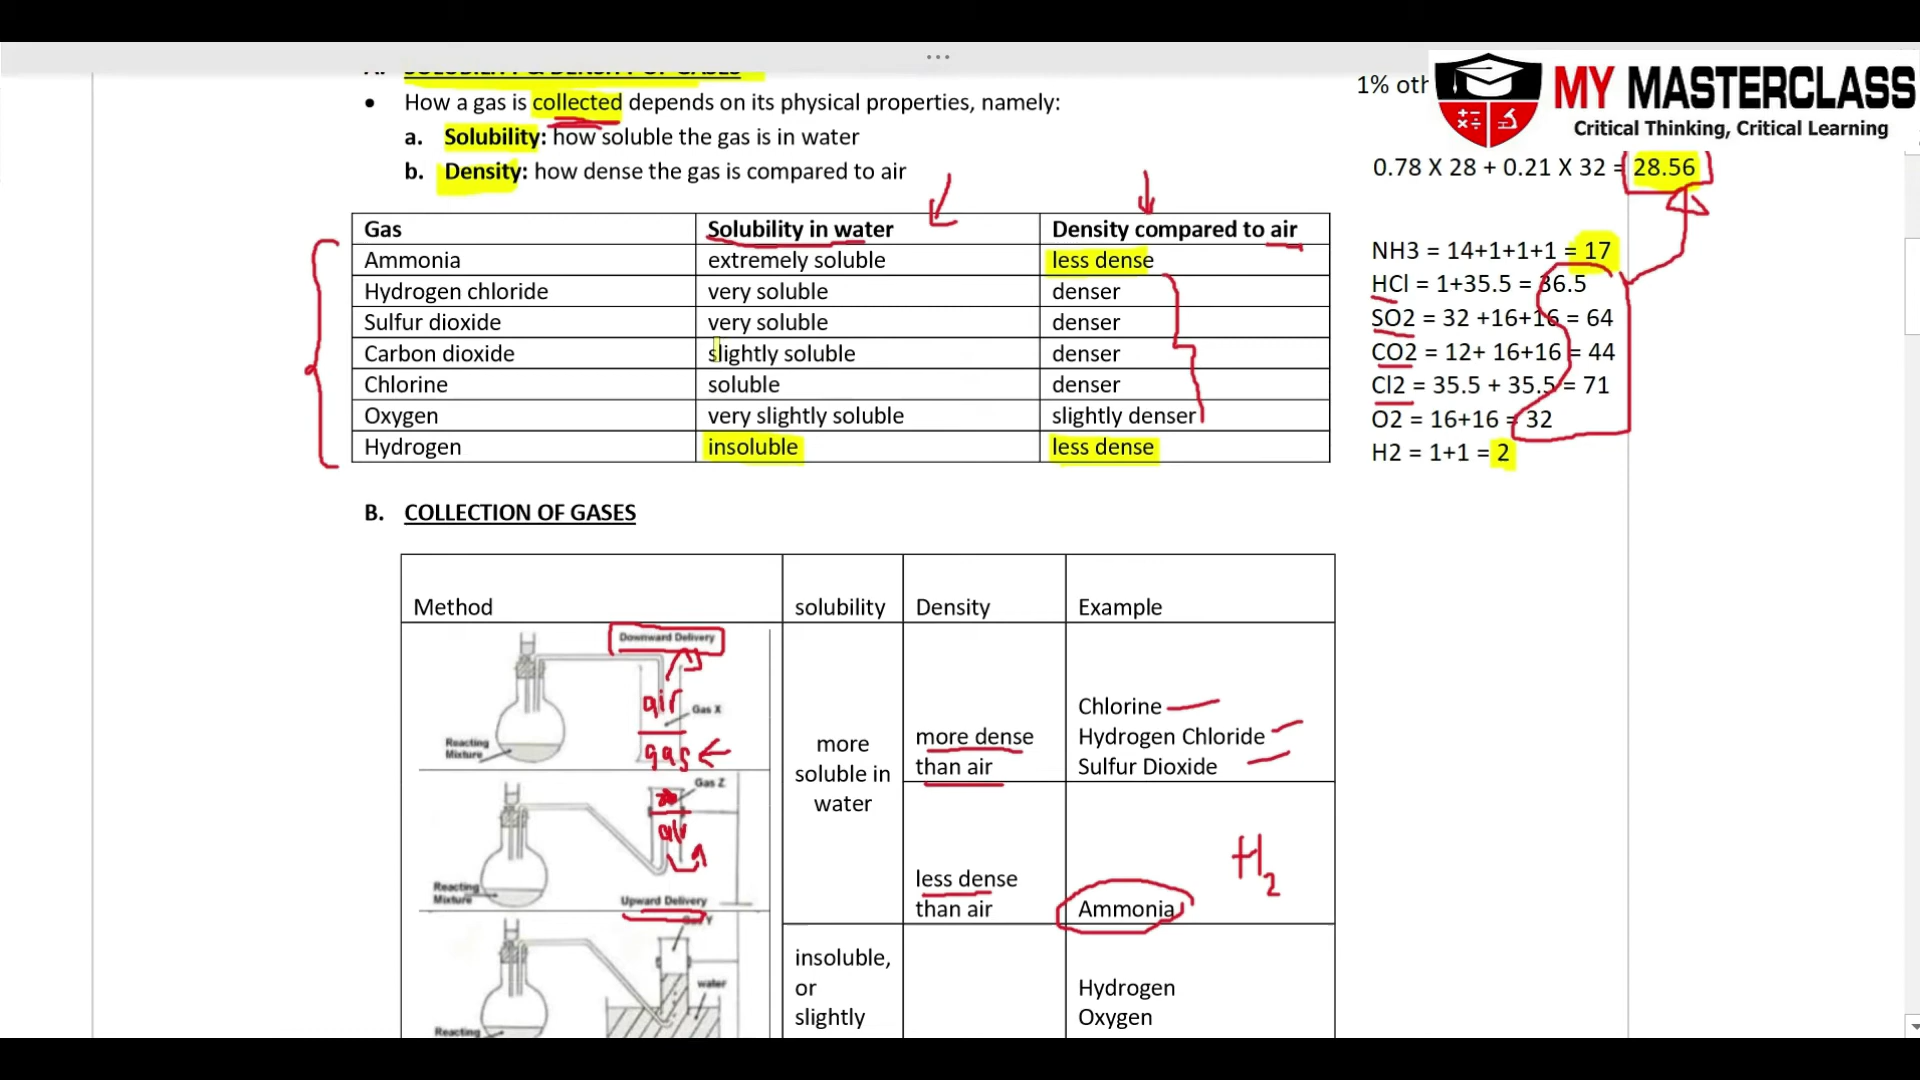 A. SOLUBILITY & DENSITY OF GASES
• How a gas is collected depends on its physical properties, namely:
a. Solubility: how soluble the gas is in water
b. Density: how dense the gas is compared to air
1% oth
MY MASTERCLASS
Critical Thinking, Critical Learning
0.78 X 28 + 0.21 X 32 = 28.56
Gas Solubility in water Density compared to air
Ammonia extremely soluble less dense
Hydrogen chloride very soluble denser
Sulfur dioxide very soluble denser
Carbon dioxide slightly soluble denser
Chlorine soluble denser
Oxygen very slightly soluble slightly denser
Hydrogen insoluble less dense
NH3 = 14+1+1+1 = 17
HCl = 1+35.5 = 36.5
SO2 = 32 +16+16 = 64
CO2 = 12+ 16+16 = 44
Cl2 = 35.5 + 35.5 = 71
O2 = 16+16 = 32
H2 = 1+1 = 2
B. COLLECTION OF GASES
Method solubility Density Example
Downward Delivery
air
Gas X
gas
Reacting
Mixture
more
soluble in
water
more dense
than air
Chlorine
Hydrogen Chloride
Sulfur Dioxide
Gas Z
air
Reacting
Mixture
Upward Delivery
less dense
than air
Ammonia
H2
Gas Y
water
Reacting
insoluble,
or
slightly
Hydrogen
Oxygen